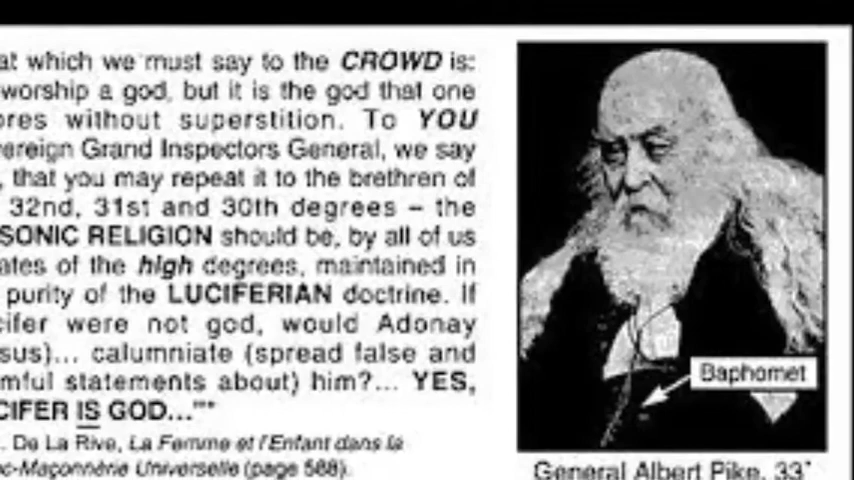 at which we must say to the CROWD is:
worship a god, but it is the god that one
ores without superstition. To YOU
vereign Grand Inspectors General, we say
, that you may repeat it to the brethren of
32nd, 31st and 30th degrees – the
SONIC RELIGION should be, by all of us
ates of the high degrees, maintained in
purity of the LUCIFERIAN doctrine. If
cifer were not god, would Adonay
sus)... calumniate (spread false and
mful statements about) him?... YES,
CIFER IS GOD..."*
. De La Rive, La Femme et l'Enfant dans la
nc-Maçonnérie Universelle (page 588).
Baphomet
General Albert Pike, 33°